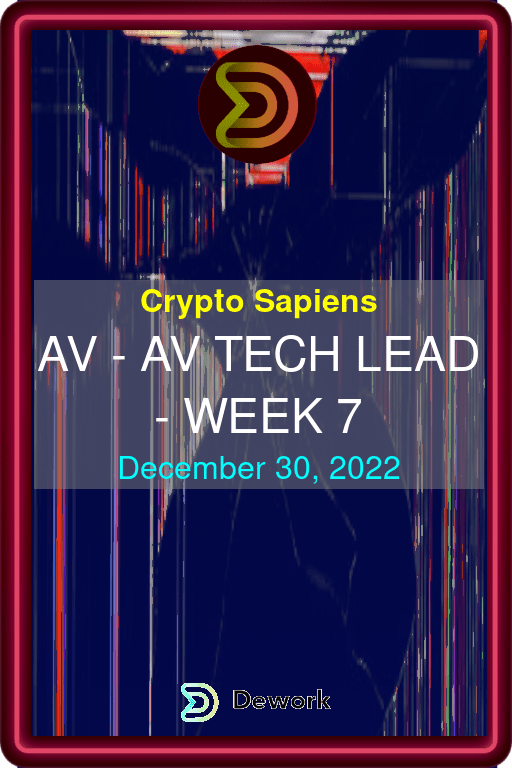 Crypto Sapiens
AV - AV TECH LEAD
- WEEK 7
December 30, 2022
Dework